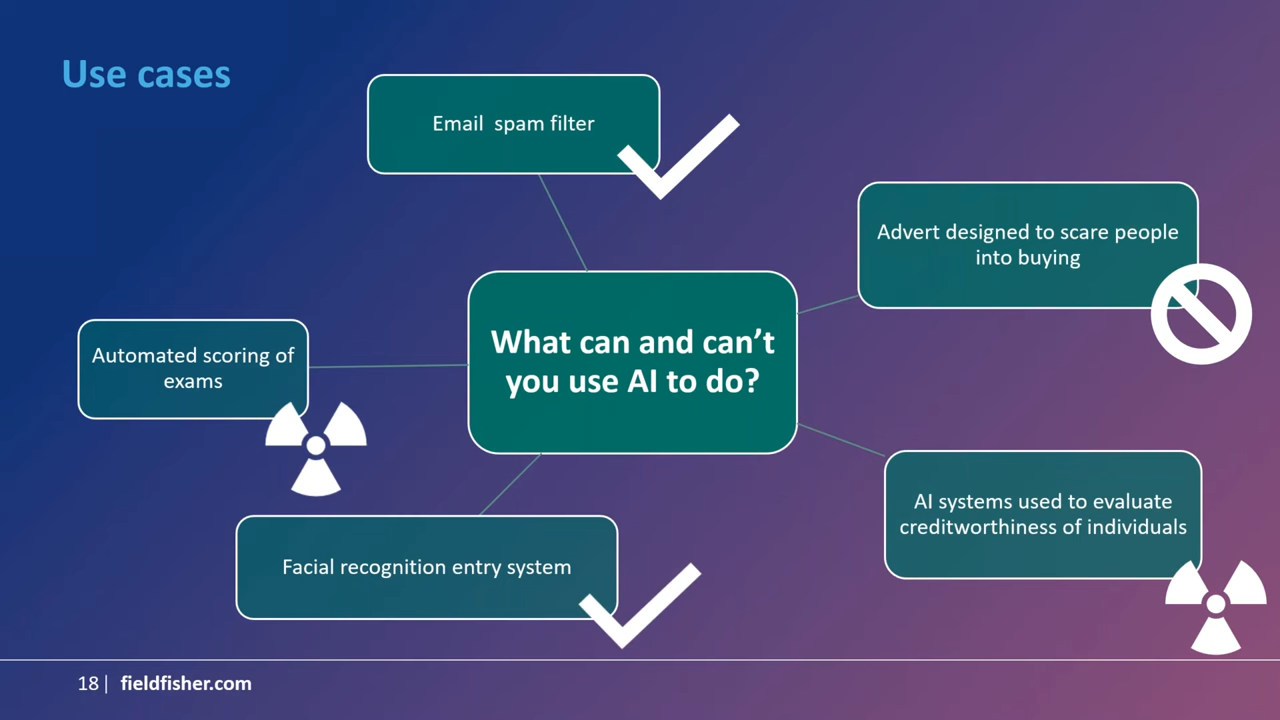 Use cases
Email spam filter
Advert designed to scare people
into buying
What can and can’t
you use AI to do?
Automated scoring of
exams
AI systems used to evaluate
creditworthiness of individuals
Facial recognition entry system
18 | fieldfisher.com